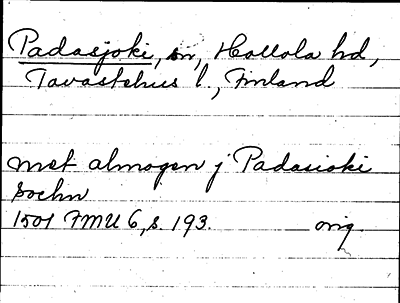 Padasjoki, sn, Hollola hd,
Tavastehus l., Finland
met almogen j Padasioki
sochn
1501 FMU 6, s. 193. orig.